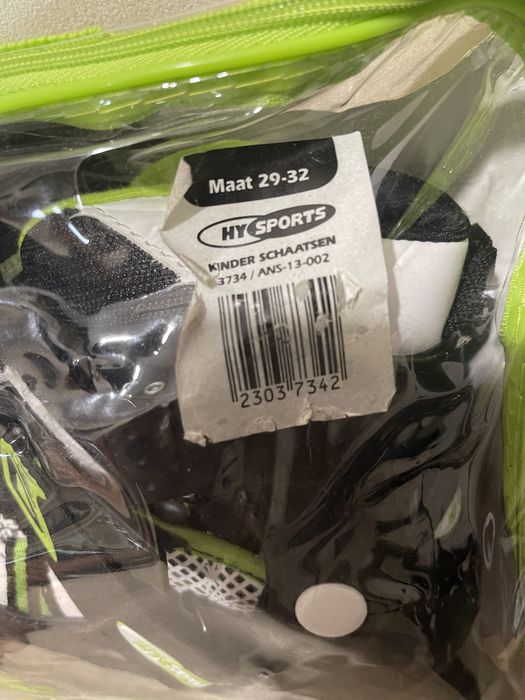 Maat 29-32
HY SPORTS
KINDER SCHAATSEN
3734 / ANS-13-002
2303 7342